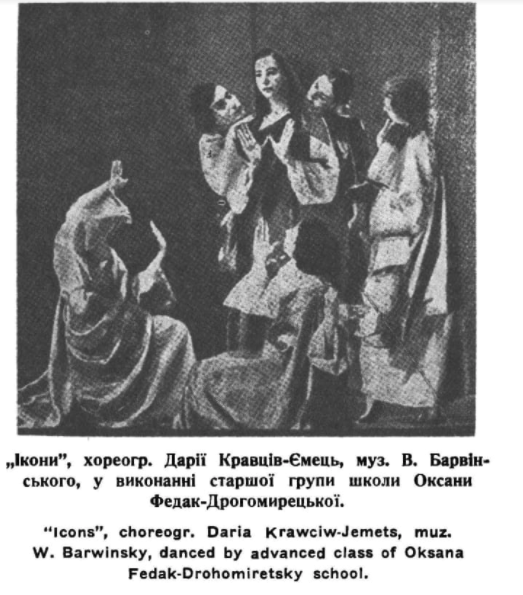 „Ікони”, хореогр. Дарії Кравців-Ємець, муз. В. Барвін-
ського, у виконанні старшої групи школи Оксани
Федак-Дрогомирецької.
“Icons”, choreogr. Daria Krawciw-Jemets, muz.
W. Barwinsky, danced by advanced class of Oksana
Fedak-Drohomiretsky school.